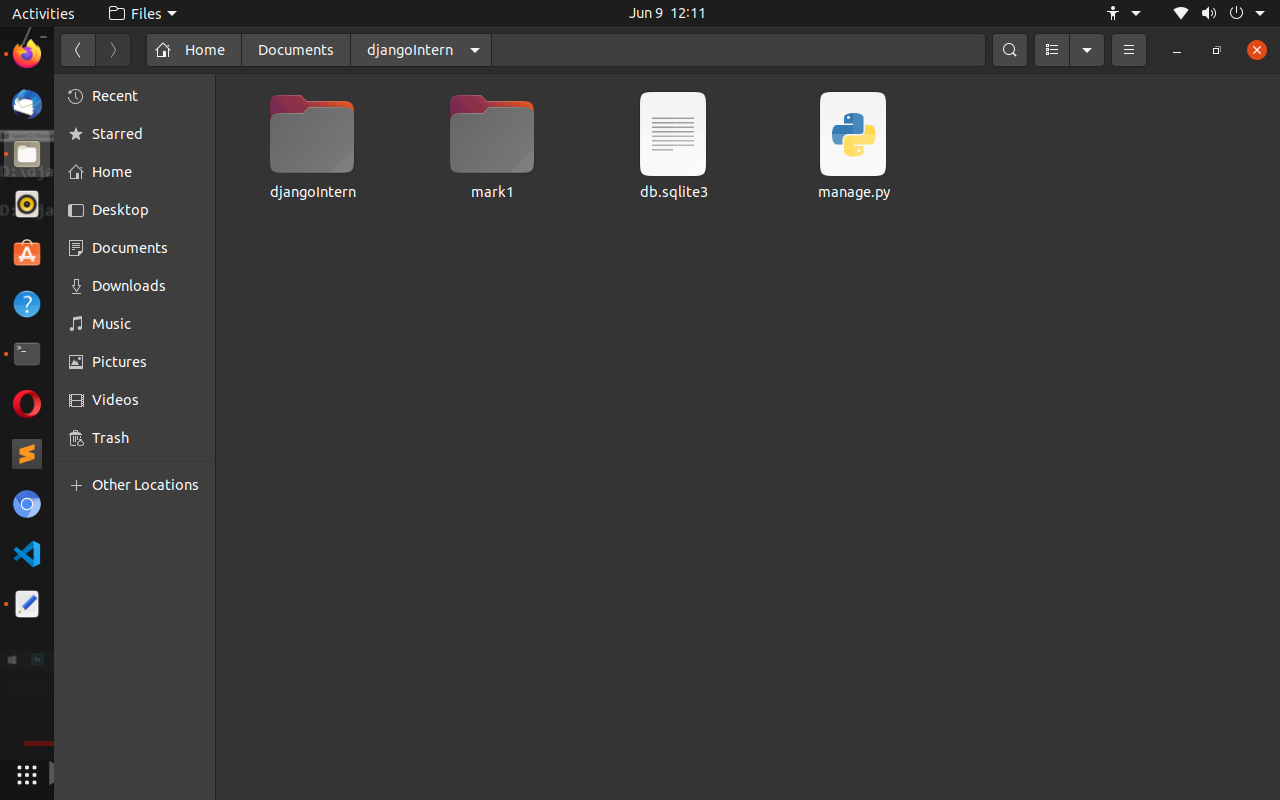 Activities
Files
Jun 9 12:11
Home
Documents
djangoIntern
Recent
Starred
Home
Desktop
Documents
Downloads
Music
Pictures
Videos
Trash
Other Locations
djangoIntern
mark1
db.sqlite3
manage.py